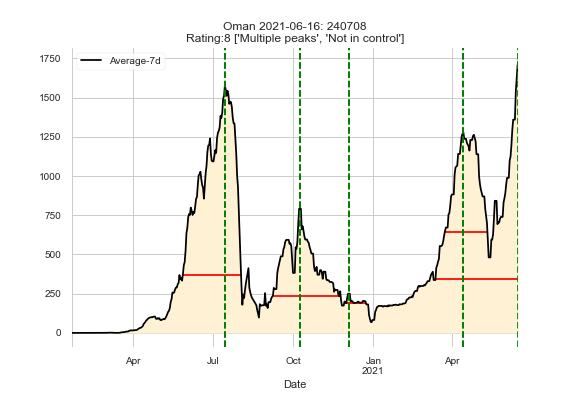 Oman 2021-06-16: 240708
Rating:8 ['Multiple peaks', 'Not in control']
Average-7d
1750
1500
1250
1000
750
500
250
0
Apr
Jul
Oct
Jan
2021
Apr
Date